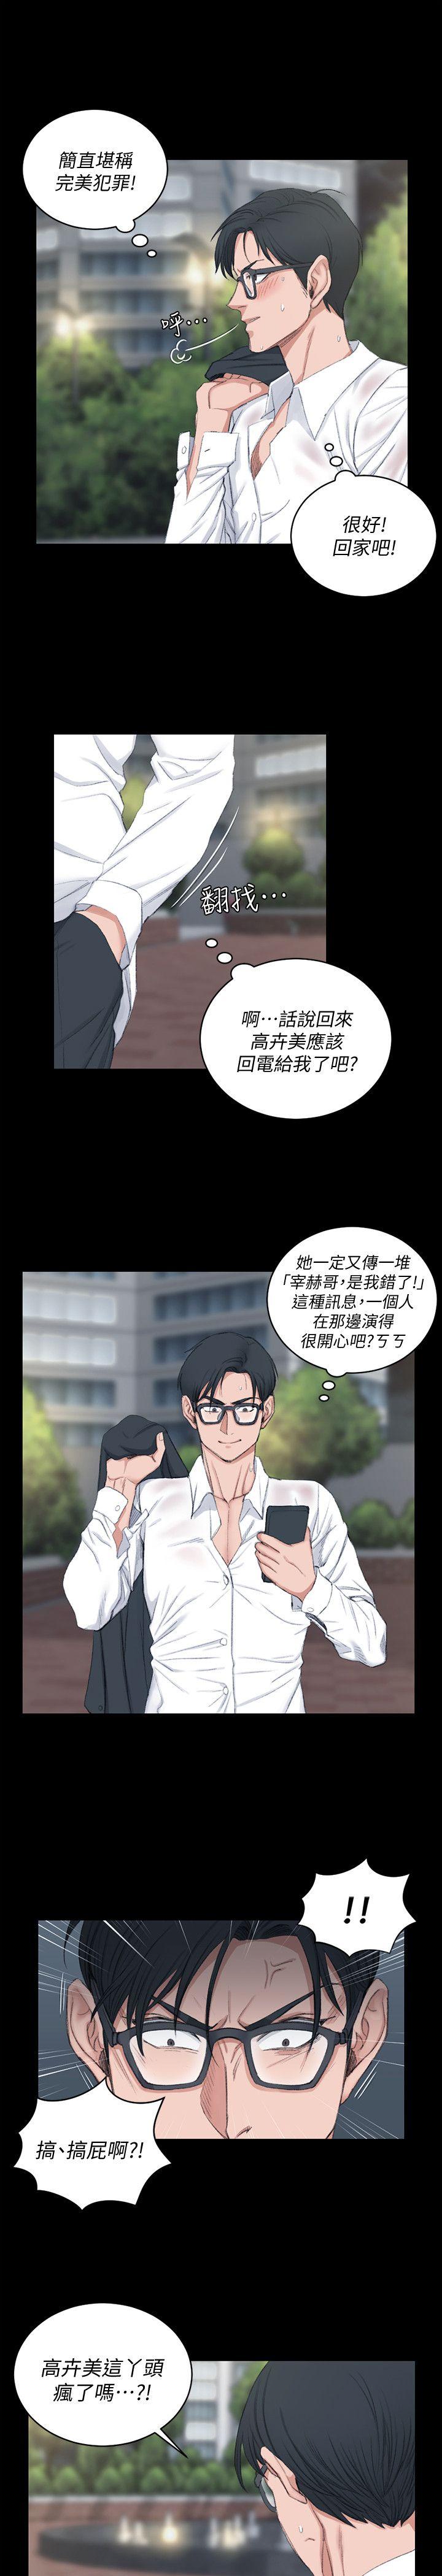 簡直堪稱
完美犯罪!
呼…
很好!
回家吧!
翻找…
啊…話說回來
高卉美應該
回電給我了吧?
她一定又傳一堆
「宰赫哥,是我錯了!」
這種訊息,一個人
在那邊演得
很開心吧?ㄎㄎ
!!
搞、搞屁啊?!
高卉美這丫頭
瘋了嗎…?!